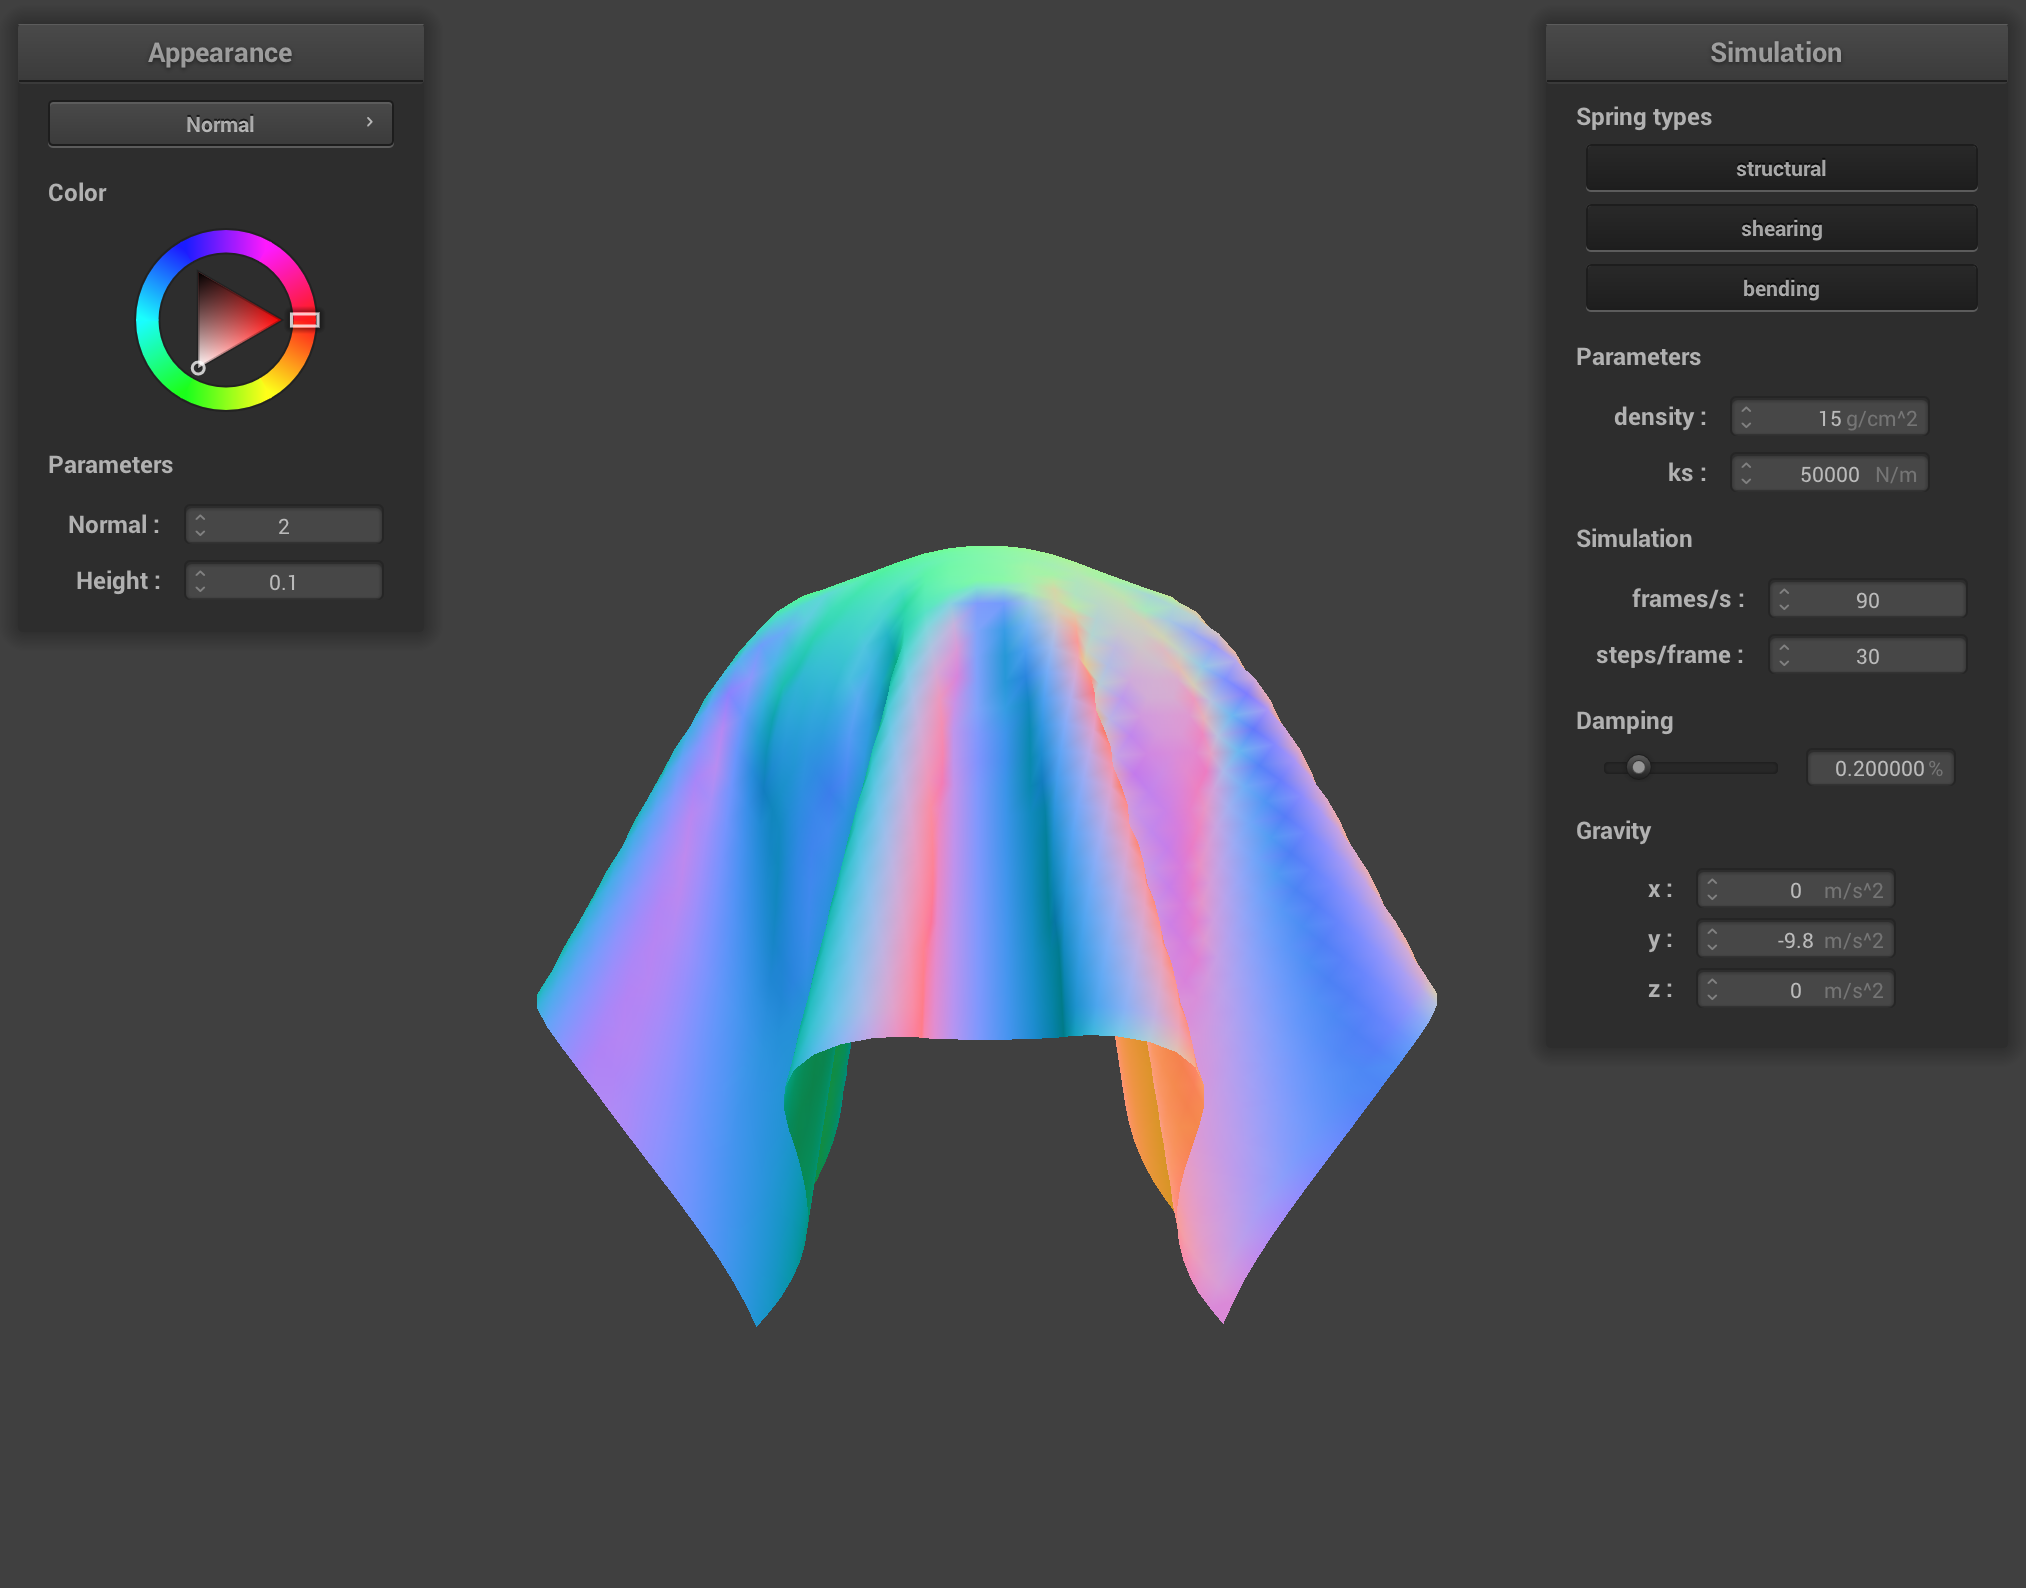 Appearance
Normal
Color
Parameters
Normal : 2
Height : 0.1
Simulation
Spring types
structural
shearing
bending
Parameters
density : 15 g/cm^2
ks : 50000 N/m
Simulation
frames/s : 90
steps/frame : 30
Damping
0.200000 %
Gravity
x : 0 m/s^2
y : -9.8 m/s^2
z : 0 m/s^2